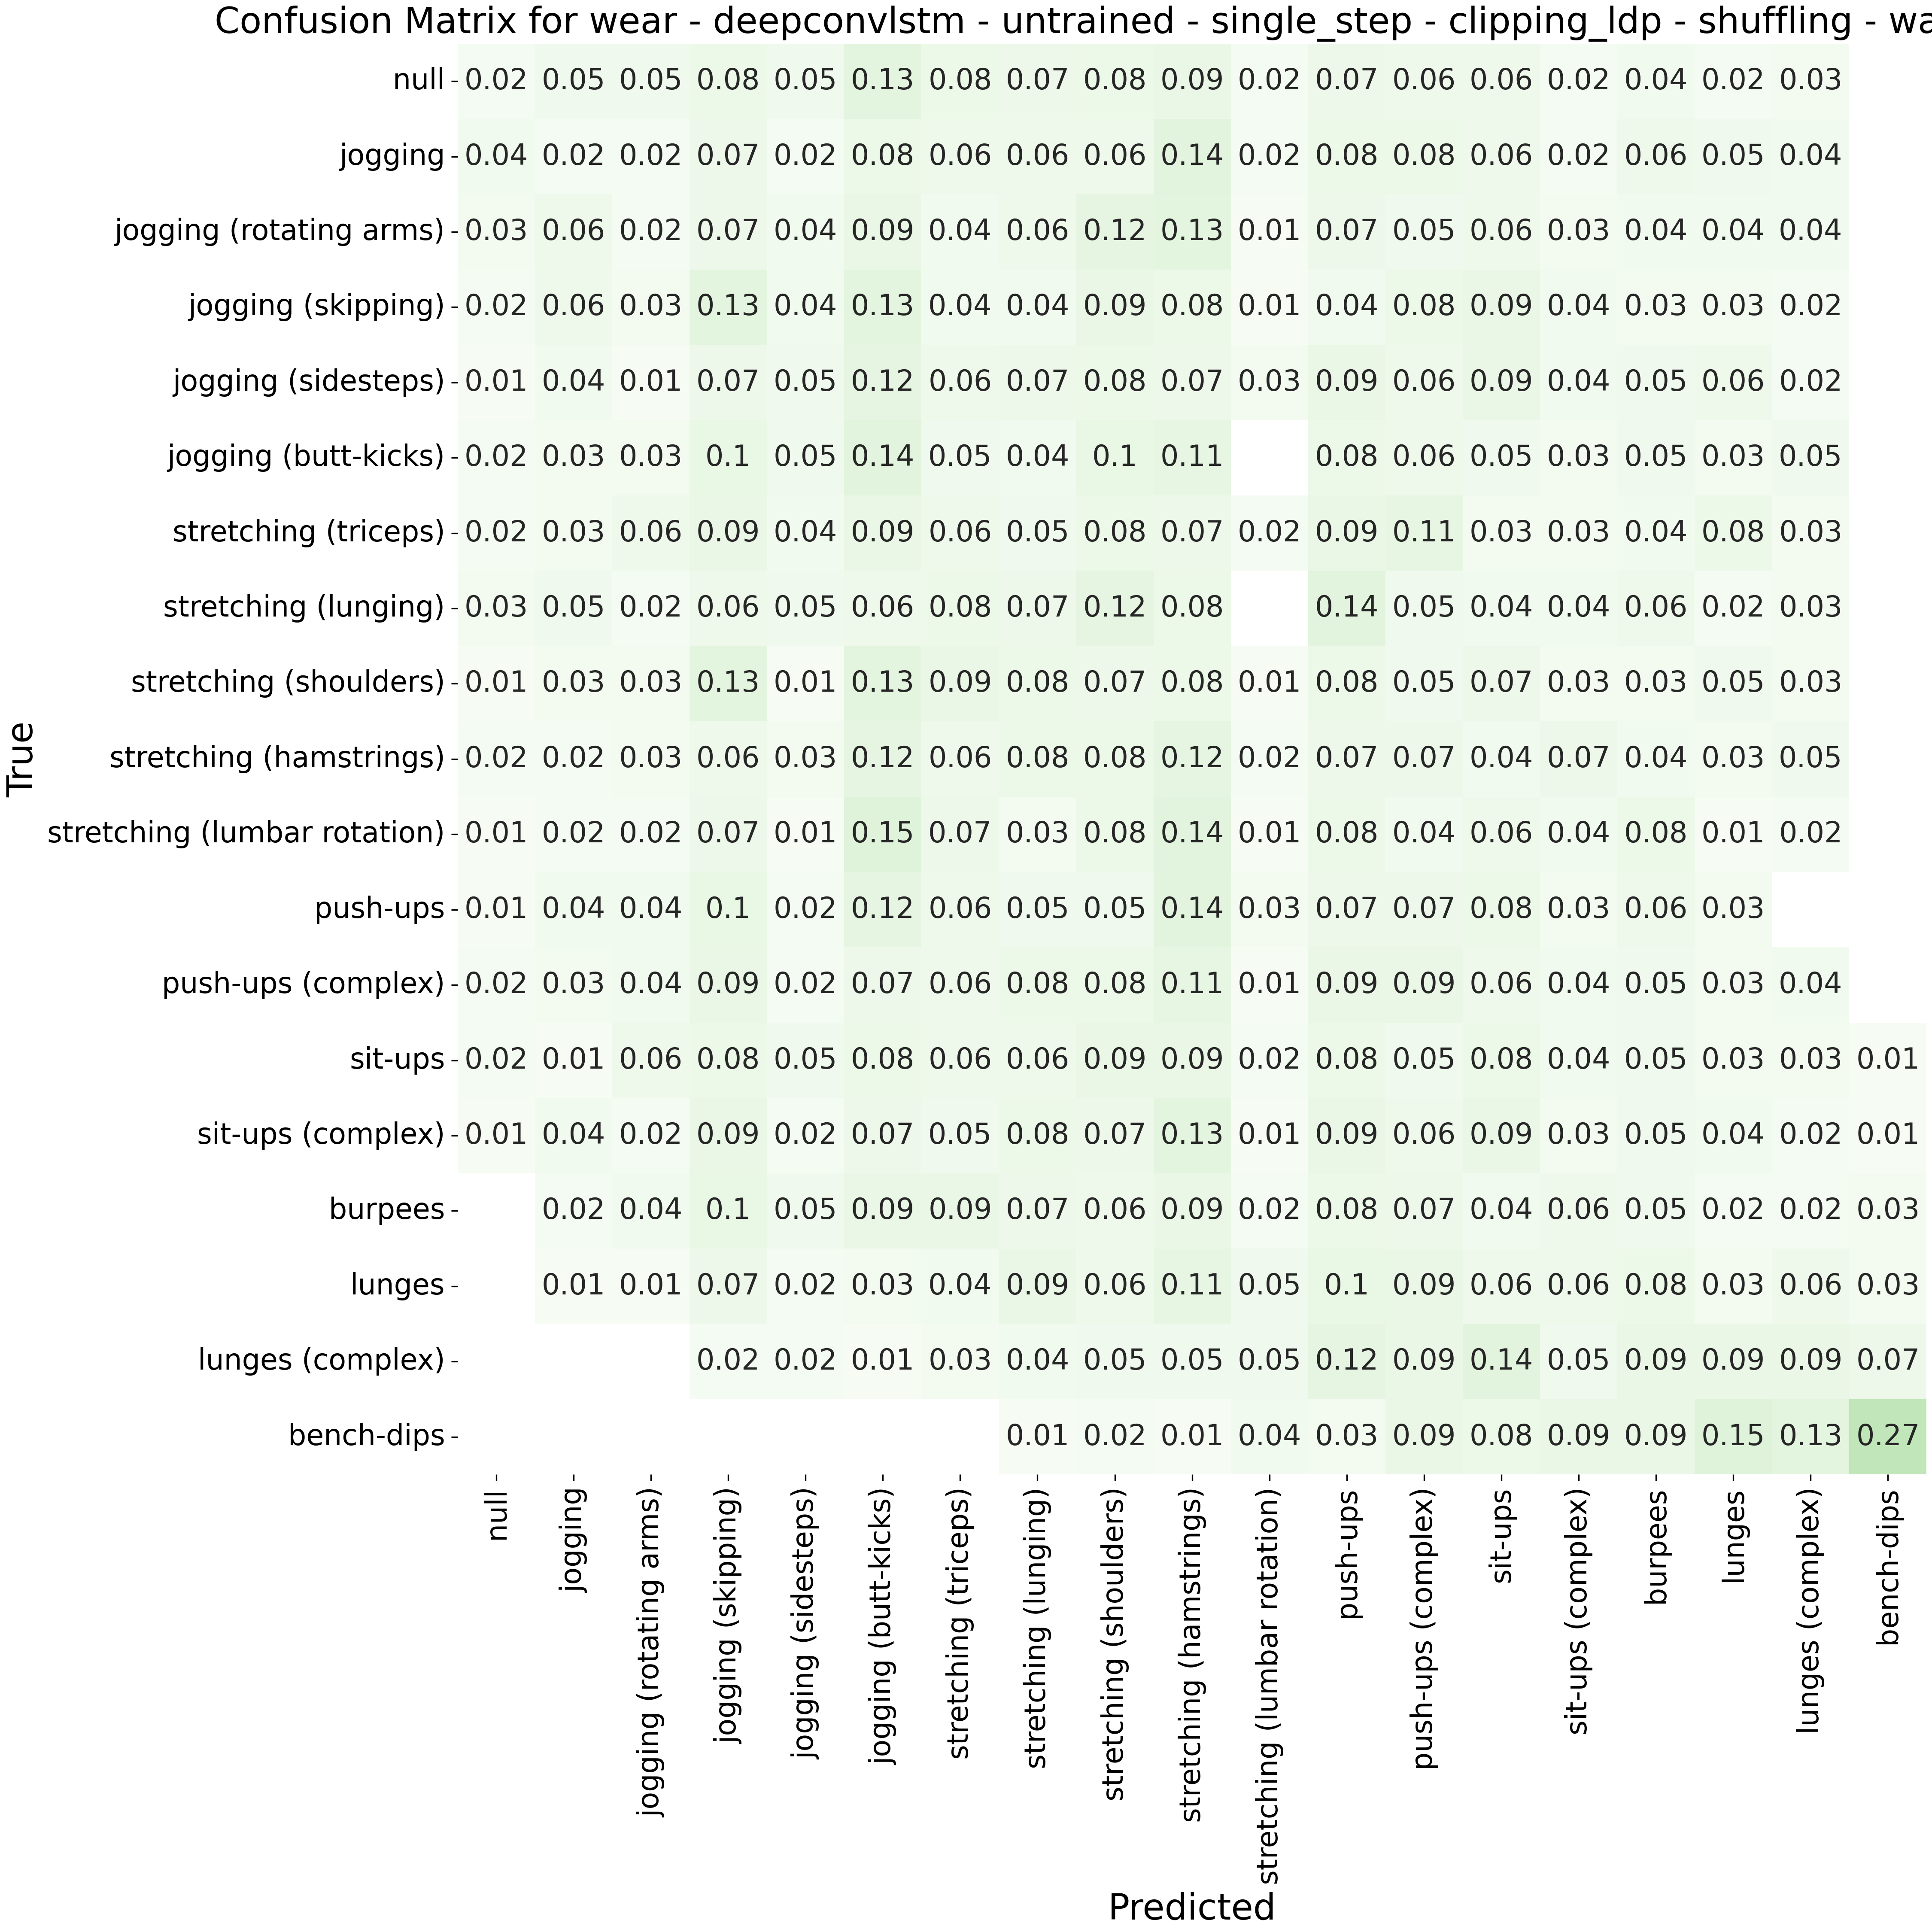 Confusion Matrix for wear - deepconvlstm - untrained - single_step - clipping_ldp - shuffling - wa
True
null 0.02 0.05 0.05 0.08 0.05 0.13 0.08 0.07 0.08 0.09 0.02 0.07 0.06 0.06 0.02 0.04 0.02 0.03
jogging 0.04 0.02 0.02 0.07 0.02 0.08 0.06 0.06 0.06 0.14 0.02 0.08 0.08 0.06 0.02 0.06 0.05 0.04
jogging (rotating arms) 0.03 0.06 0.02 0.07 0.04 0.09 0.04 0.06 0.12 0.13 0.01 0.07 0.05 0.06 0.03 0.04 0.04 0.04
jogging (skipping) 0.02 0.06 0.03 0.13 0.04 0.13 0.04 0.04 0.09 0.08 0.01 0.04 0.08 0.09 0.04 0.03 0.03 0.02
jogging (sidesteps) 0.01 0.04 0.01 0.07 0.05 0.12 0.06 0.07 0.08 0.07 0.03 0.09 0.06 0.09 0.04 0.05 0.06 0.02
jogging (butt-kicks) 0.02 0.03 0.03 0.1 0.05 0.14 0.05 0.04 0.1 0.11 0.08 0.06 0.05 0.03 0.05 0.03 0.05
stretching (triceps) 0.02 0.03 0.06 0.09 0.04 0.09 0.06 0.05 0.08 0.07 0.02 0.09 0.11 0.03 0.03 0.04 0.08 0.03
stretching (lunging) 0.03 0.05 0.02 0.06 0.05 0.06 0.08 0.07 0.12 0.08 0.14 0.05 0.04 0.04 0.06 0.02 0.03
stretching (shoulders) 0.01 0.03 0.03 0.13 0.01 0.13 0.09 0.08 0.07 0.08 0.01 0.08 0.05 0.07 0.03 0.03 0.05 0.03
stretching (hamstrings) 0.02 0.02 0.03 0.06 0.03 0.12 0.06 0.08 0.08 0.12 0.02 0.07 0.07 0.04 0.07 0.04 0.03 0.05
stretching (lumbar rotation) 0.01 0.02 0.02 0.07 0.01 0.15 0.07 0.03 0.08 0.14 0.01 0.08 0.04 0.06 0.04 0.08 0.01 0.02
push-ups 0.01 0.04 0.04 0.1 0.02 0.12 0.06 0.05 0.05 0.14 0.03 0.07 0.07 0.08 0.03 0.06 0.03
push-ups (complex) 0.02 0.03 0.04 0.09 0.02 0.07 0.06 0.08 0.08 0.11 0.01 0.09 0.09 0.06 0.04 0.05 0.03 0.04
sit-ups 0.02 0.01 0.06 0.08 0.05 0.08 0.06 0.06 0.09 0.09 0.02 0.08 0.05 0.08 0.04 0.05 0.03 0.03 0.01
sit-ups (complex) 0.01 0.04 0.02 0.09 0.02 0.07 0.05 0.08 0.07 0.13 0.01 0.09 0.06 0.09 0.03 0.05 0.04 0.02 0.01
burpees 0.02 0.04 0.1 0.05 0.09 0.09 0.07 0.06 0.09 0.02 0.08 0.07 0.04 0.06 0.05 0.02 0.02 0.03
lunges 0.01 0.01 0.07 0.02 0.03 0.04 0.09 0.06 0.11 0.05 0.1 0.09 0.06 0.06 0.08 0.03 0.06 0.03
lunges (complex) 0.02 0.02 0.01 0.03 0.04 0.05 0.05 0.05 0.12 0.09 0.14 0.05 0.09 0.09 0.09 0.07
bench-dips 0.01 0.02 0.01 0.04 0.03 0.09 0.08 0.09 0.09 0.15 0.13 0.27
null
jogging
jogging (rotating arms)
jogging (skipping)
jogging (sidesteps)
jogging (butt-kicks)
stretching (triceps)
stretching (lunging)
stretching (shoulders)
stretching (hamstrings)
stretching (lumbar rotation)
push-ups
push-ups (complex)
sit-ups
sit-ups (complex)
burpees
lunges
lunges (complex)
bench-dips
Predicted